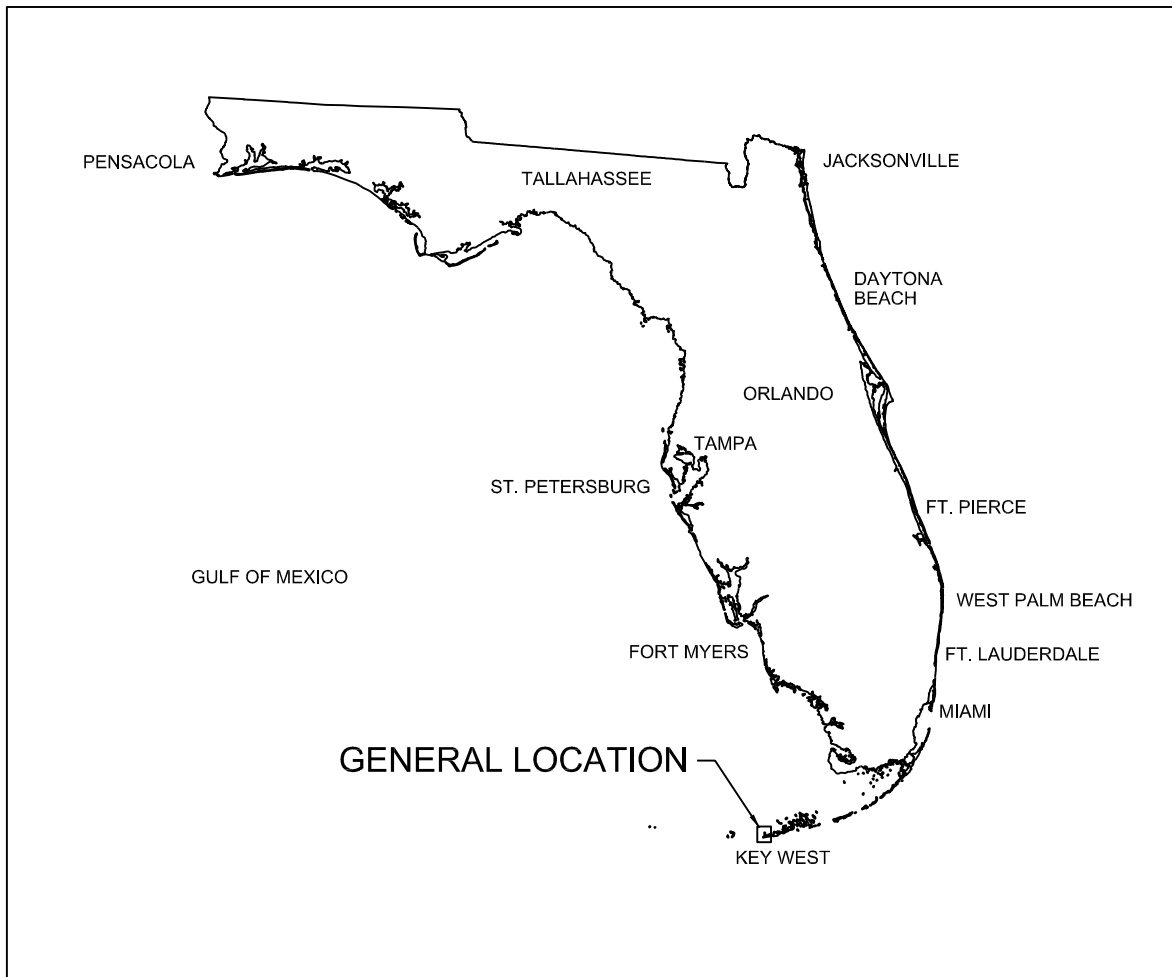 PENSACOLA
JACKSONVILLE
TALLAHASSEE
DAYTONA
BEACH
ORLANDO
TAMPA
ST. PETERSBURG
FT. PIERCE
GULF OF MEXICO
WEST PALM BEACH
FORT MYERS
FT. LAUDERDALE
MIAMI
GENERAL LOCATION
KEY WEST